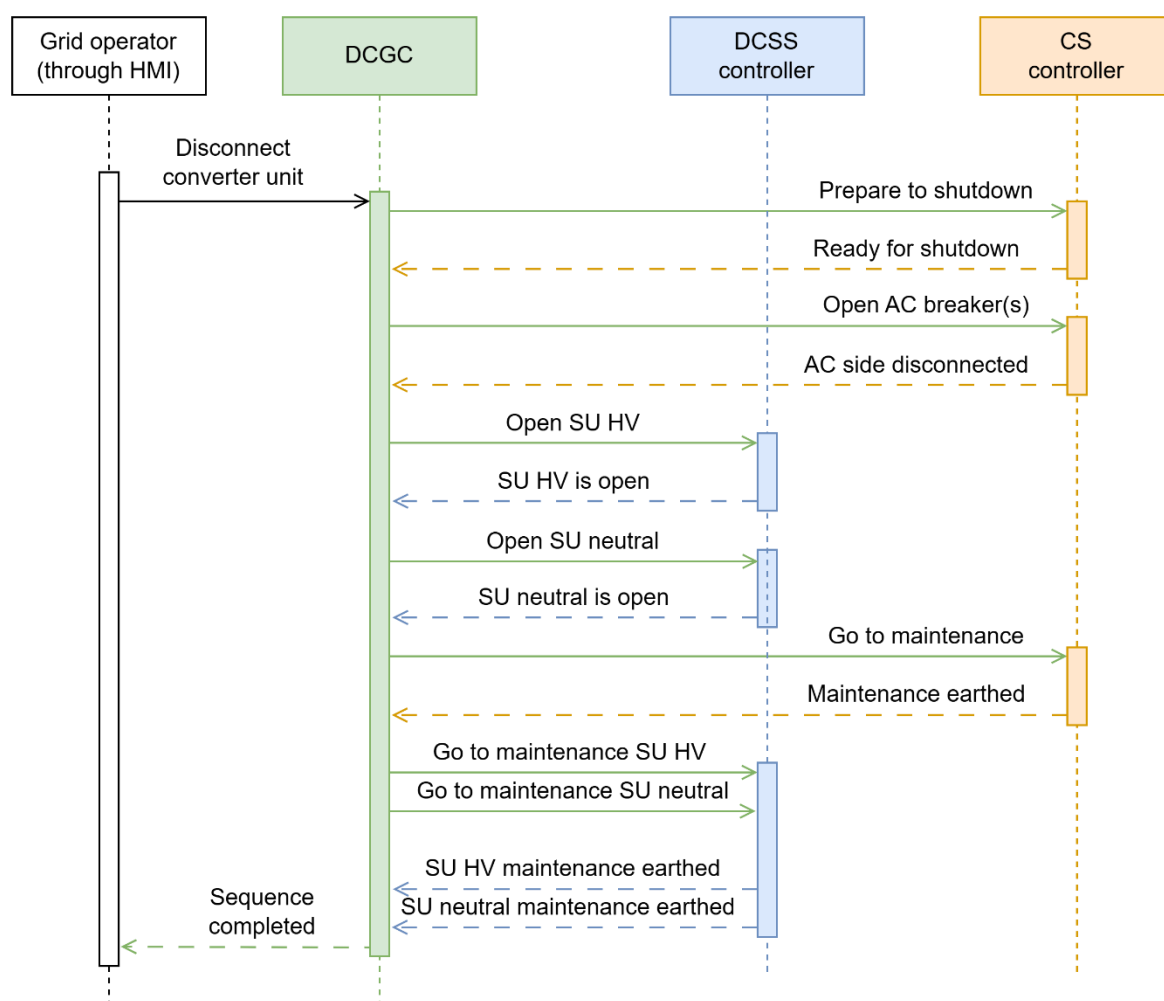 Grid operator
(through HMI)
DCGC
DCSS
controller
CS
controller
Disconnect
converter unit
Prepare to shutdown
Ready for shutdown
Open AC breaker(s)
AC side disconnected
Open SU HV
SU HV is open
Open SU neutral
SU neutral is open
Go to maintenance
Maintenance earthed
Go to maintenance SU HV
Go to maintenance SU neutral
SU HV maintenance earthed
SU neutral maintenance earthed
Sequence
completed